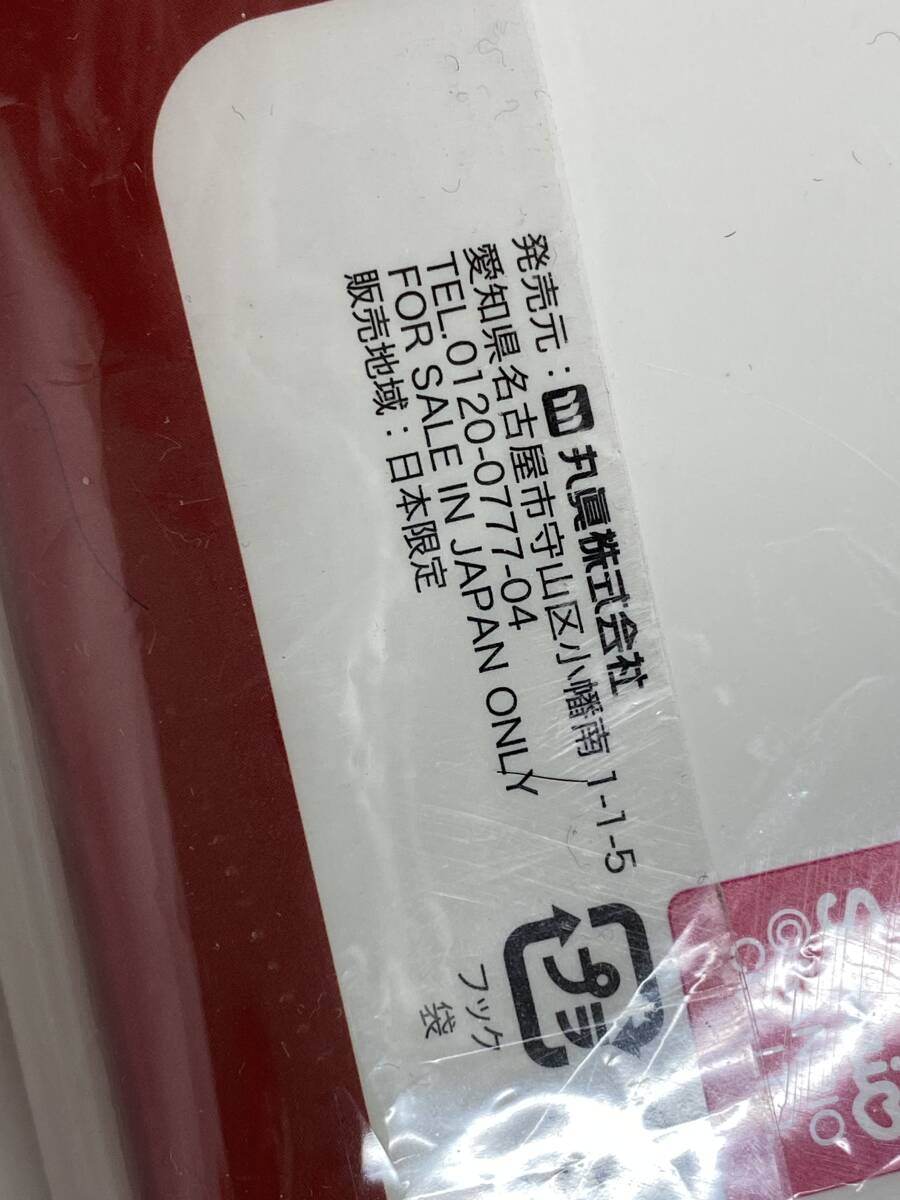 発売元：丸眞株式会社
愛知県名古屋市守山区小幡南1-1-5
TEL.0120-0777-04
FOR SALE IN JAPAN ONLY
販売地域：日本限定
プラ
フック
袋